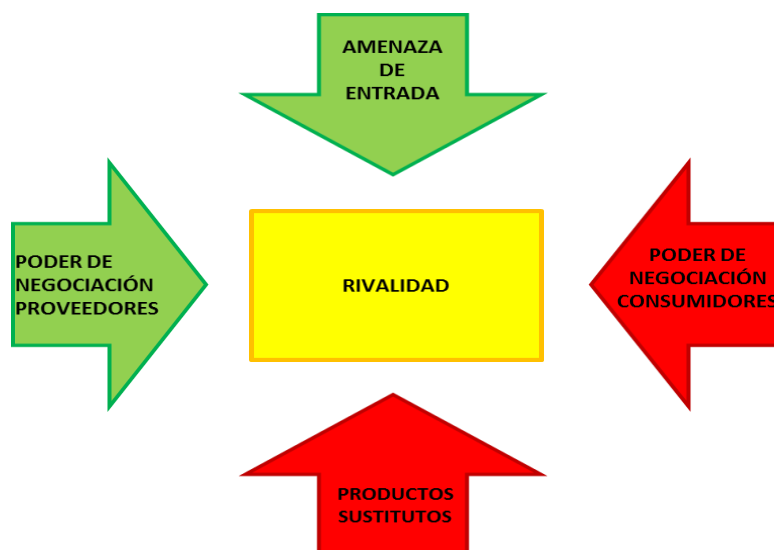 AMENAZA
DE
ENTRADA
PODER DE
NEGOCIACIÓN
PROVEEDORES
RIVALIDAD
PODER DE
NEGOCIACIÓN
CONSUMIDORES
PRODUCTOS
SUSTITUTOS